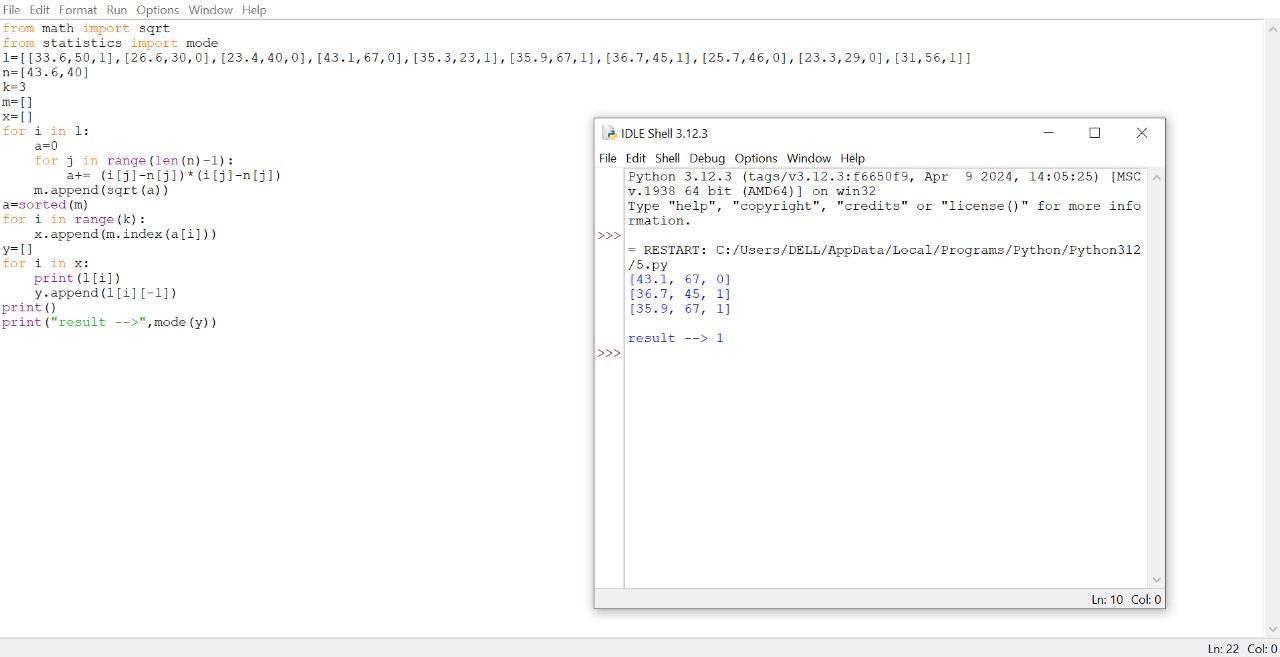 File Edit Format Run Options Window Help
from math import sqrt
from statistics import mode
l=[[33.6,50,1],[26.6,30,0],[23.4,40,0],[43.1,67,0],[35.3,23,1],[35.9,67,1],[36.7,45,1],[25.7,46,0],[23.3,29,0],[31,56,1]]
n=[43.6,40]
k=3
m=[]
x=[]
for i in l:
    a=0
    for j in range(len(n)-1):
        a+= (i[j]-n[j])*(i[j]-n[j])
    m.append(sqrt(a))
a=sorted(m)
for i in range(k):
    x.append(m.index(a[i]))
y=[]
for i in x:
    print(l[i])
    y.append(l[i][-1])
print()
print("result -->",mode(y))
IDLE Shell 3.12.3
File Edit Shell Debug Options Window Help
Python 3.12.3 (tags/v3.12.3:f6650f9, Apr  9 2024, 14:05:25) [MSC
v.1938 64 bit (AMD64)] on win32
Type "help", "copyright", "credits" or "license()" for more info
rmation.
>>>
= RESTART: C:/Users/DELL/AppData/Local/Programs/Python/Python312
/5.py
[43.1, 67, 0]
[36.7, 45, 1]
[35.9, 67, 1]
result --> 1
>>>
Ln: 10 Col: 0
Ln: 22 Col: 0